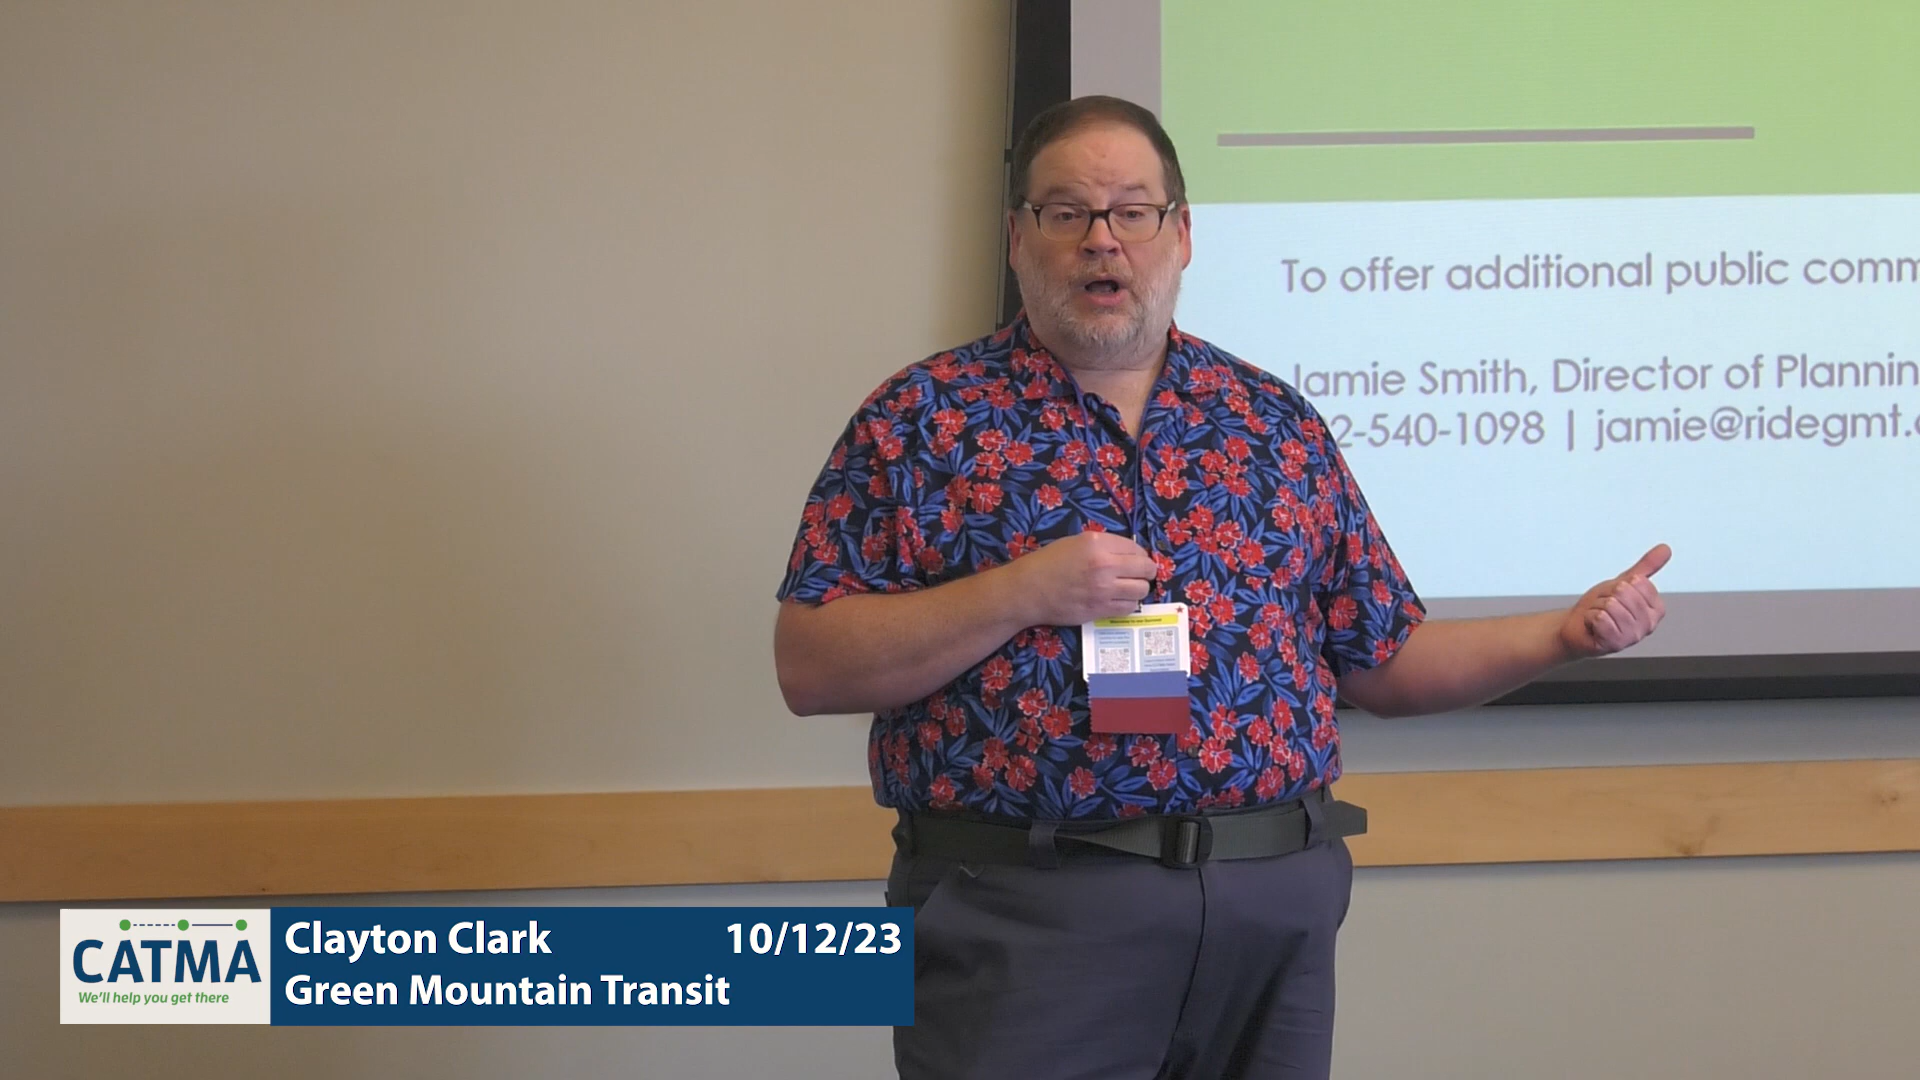 To offer additional public comm
Jamie Smith, Director of Plannin
2-540-1098 | jamie@ridegmt.
CATMA
We'll help you get there
Clayton Clark 10/12/23
Green Mountain Transit